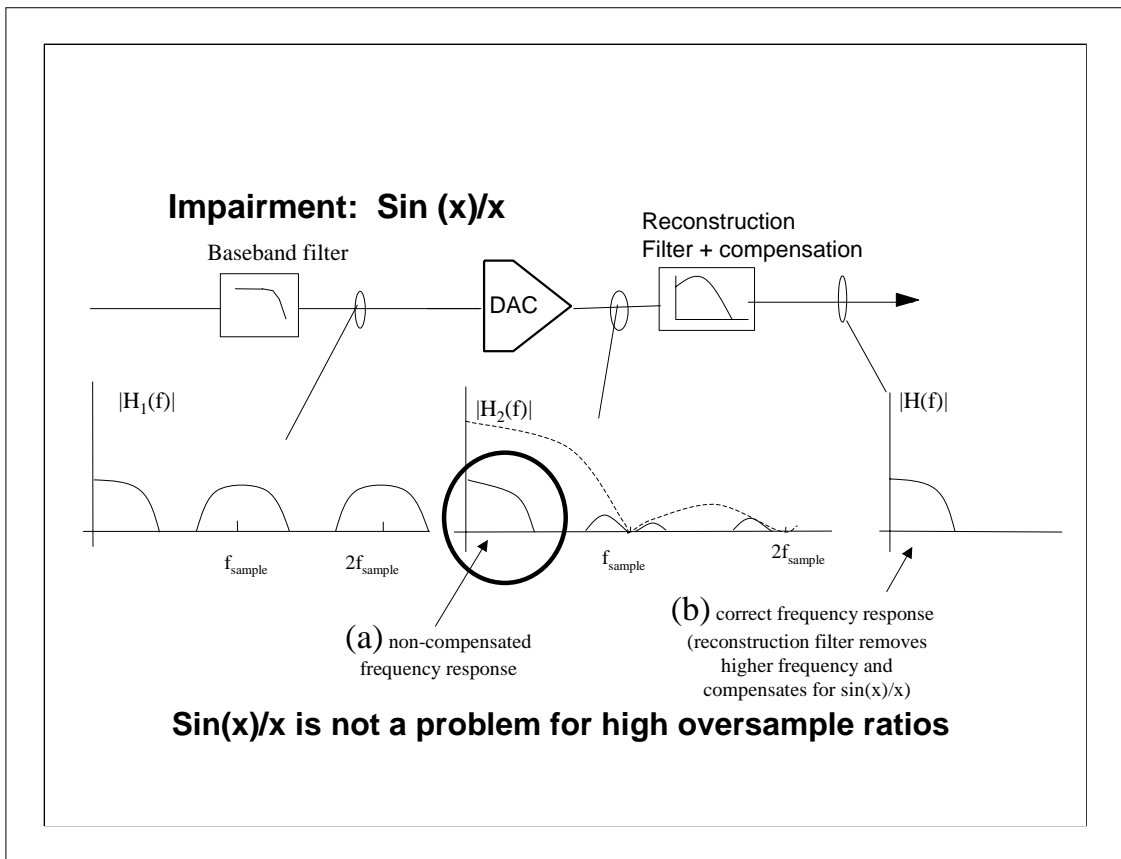 Impairment:  Sin (x)/x
Baseband filter
DAC
Reconstruction
Filter + compensation
|H1(f)|
fsample
2fsample
|H2(f)|
fsample
2fsample
|H(f)|
(a) non-compensated
frequency response
(b) correct frequency response
(reconstruction filter removes
higher frequency and
compensates for sin(x)/x)
Sin(x)/x is not a problem for high oversample ratios